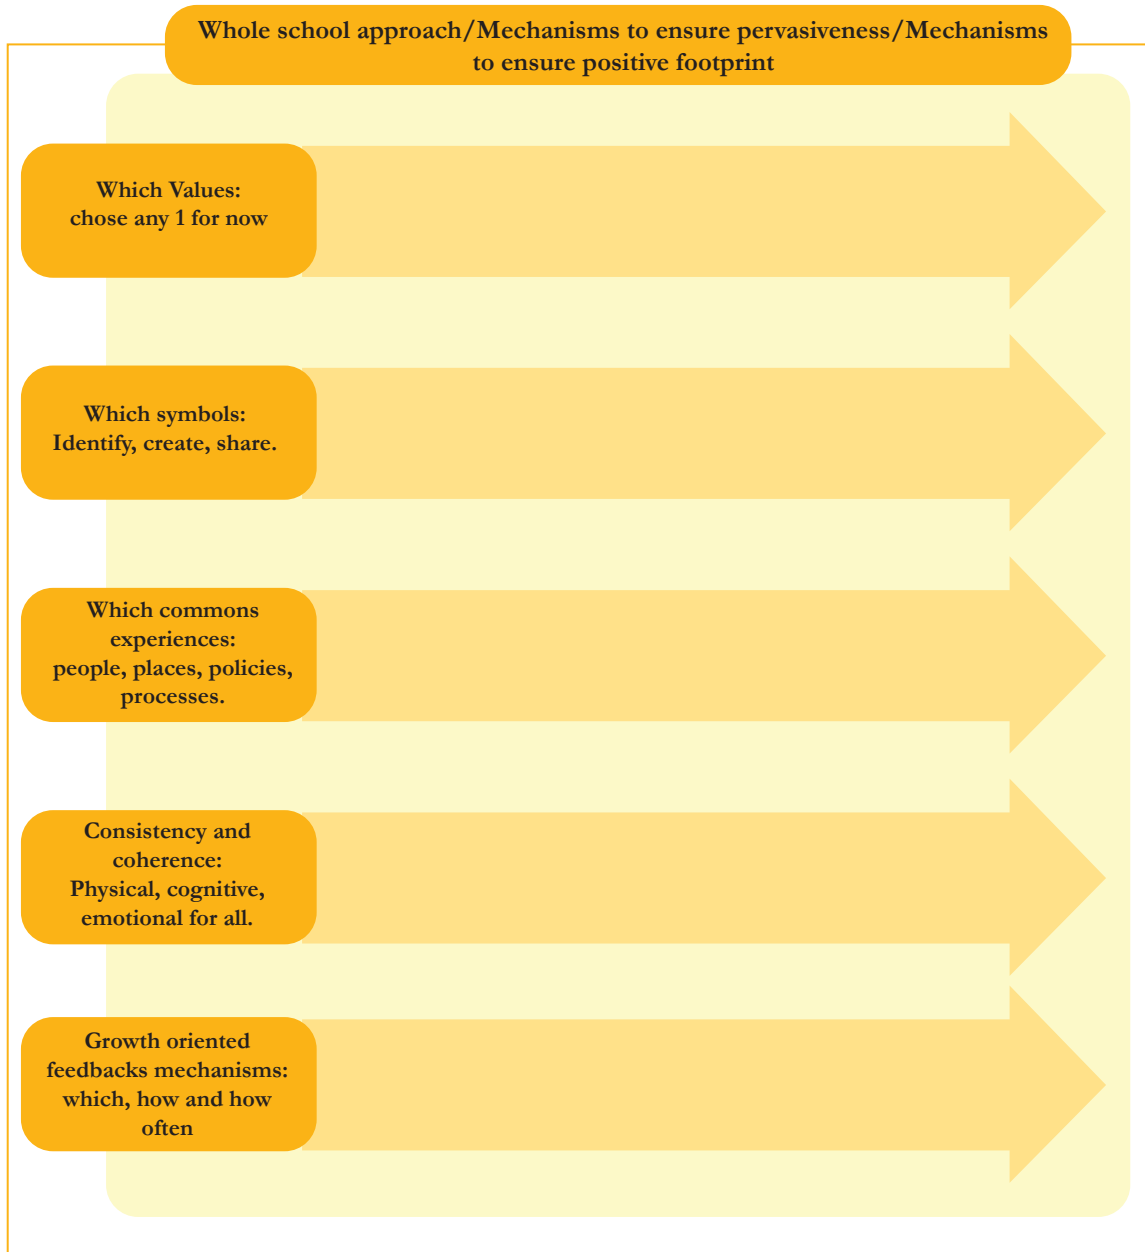 Whole school approach/Mechanisms to ensure pervasiveness/Mechanisms
to ensure positive footprint
Which Values:
chose any 1 for now
Which symbols:
Identify, create, share.
Which commons
experiences:
people, places, policies,
processes.
Consistency and
coherence:
Physical, cognitive,
emotional for all.
Growth oriented
feedbacks mechanisms:
which, how and how
often